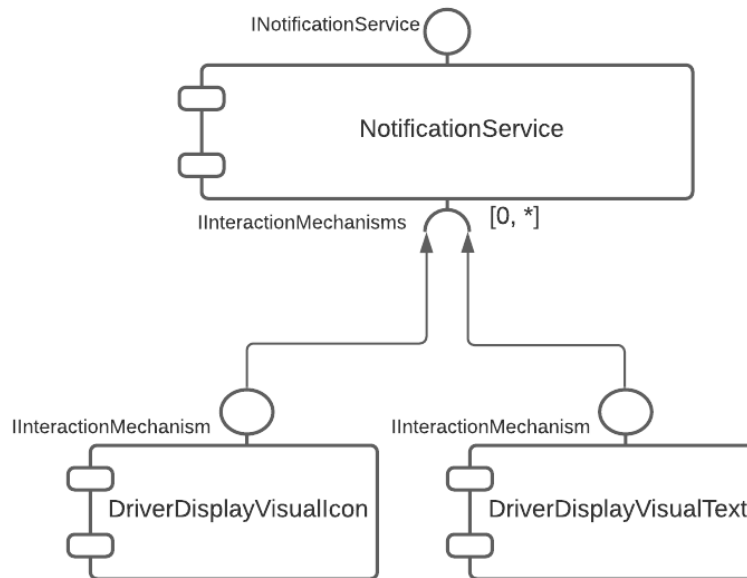 INotificationService
NotificationService
IInteractionMechanisms
[0, *]
IInteractionMechanism
IInteractionMechanism
DriverDisplayVisualIcon
DriverDisplayVisualText